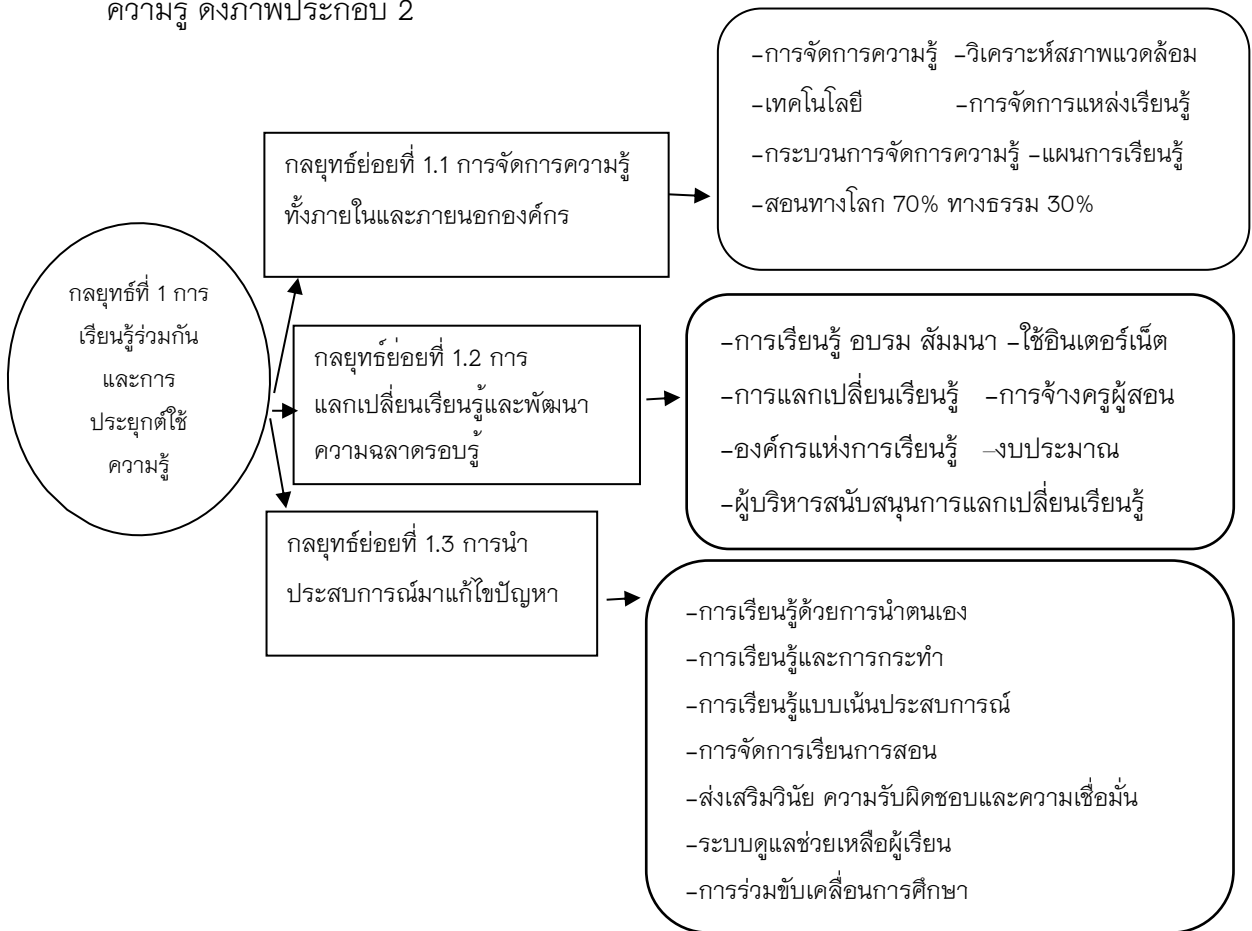 ความรู้ ดังภาพประกอบ 2
กลยุทธ์ที่ 1 การ
เรียนรู้ร่วมกัน
และการ
ประยุกต์ใช้
ความรู้
กลยุทธ์ย่อยที่ 1.1 การจัดการความรู้
ทั้งภายในและภายนอกองค์กร
-การจัดการความรู้ -วิเคราะห์สภาพแวดล้อม
-เทคโนโลยี -การจัดการแหล่งเรียนรู้
-กระบวนการจัดการความรู้ -แผนการเรียนรู้
-สอนทางโลก 70% ทางธรรม 30%
กลยุทธ์ย่อยที่ 1.2 การ
แลกเปลี่ยนเรียนรู้และพัฒนา
ความฉลาดรอบรู้
-การเรียนรู้ อบรม สัมมนา -ใช้อินเตอร์เน็ต
-การแลกเปลี่ยนเรียนรู้ -การจ้างครูผู้สอน
-องค์กรแห่งการเรียนรู้ –งบประมาณ
-ผู้บริหารสนับสนุนการแลกเปลี่ยนเรียนรู้
กลยุทธ์ย่อยที่ 1.3 การนำ
ประสบการณ์มาแก้ไขปัญหา
-การเรียนรู้ด้วยการนำตนเอง
-การเรียนรู้และการกระทำ
-การเรียนรู้แบบเน้นประสบการณ์
-การจัดการเรียนการสอน
-ส่งเสริมวินัย ความรับผิดชอบและความเชื่อมั่น
-ระบบดูแลช่วยเหลือผู้เรียน
-การร่วมขับเคลื่อนการศึกษา